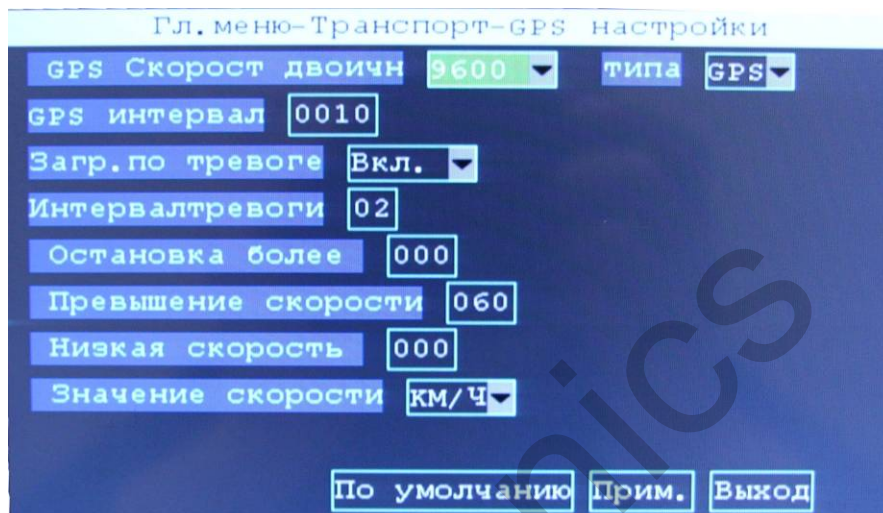 Гл.меню-Транспорт-GPS настройки
GPS Скорост двоичн 9600 типа GPS
GPS интервал 0010
Загр.по тревоге Вкл.
Интервалтревоги 02
Остановка более 000
Превышение скорости 060
Низкая скорость 000
Значение скорости КМ/Ч
По умолчанию Прим. Выход
nics